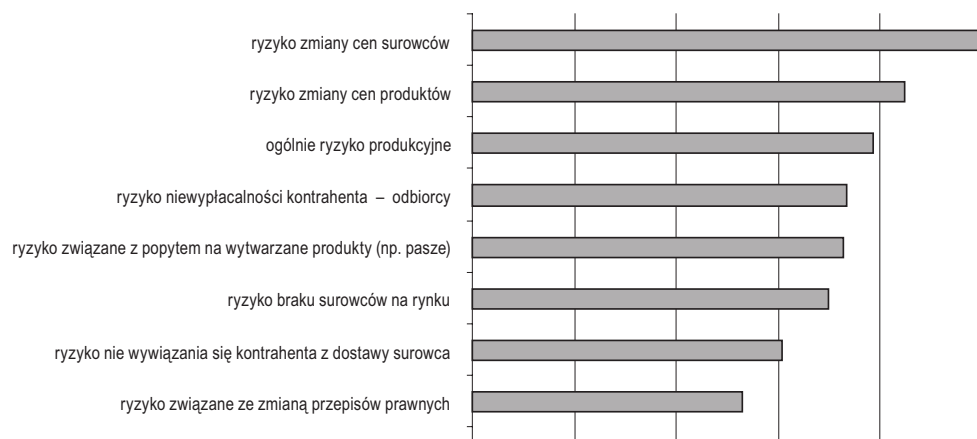 ryzyko zmiany cen surowców
ryzyko zmiany cen produktów
ogólnie ryzyko produkcyjne
ryzyko niewypłacalności kontrahenta – odbiorcy
ryzyko związane z popytem na wytwarzane produkty (np. pasze)
ryzyko braku surowców na rynku
ryzyko nie wywiązania się kontrahenta z dostawy surowca
ryzyko związane ze zmianą przepisów prawnych